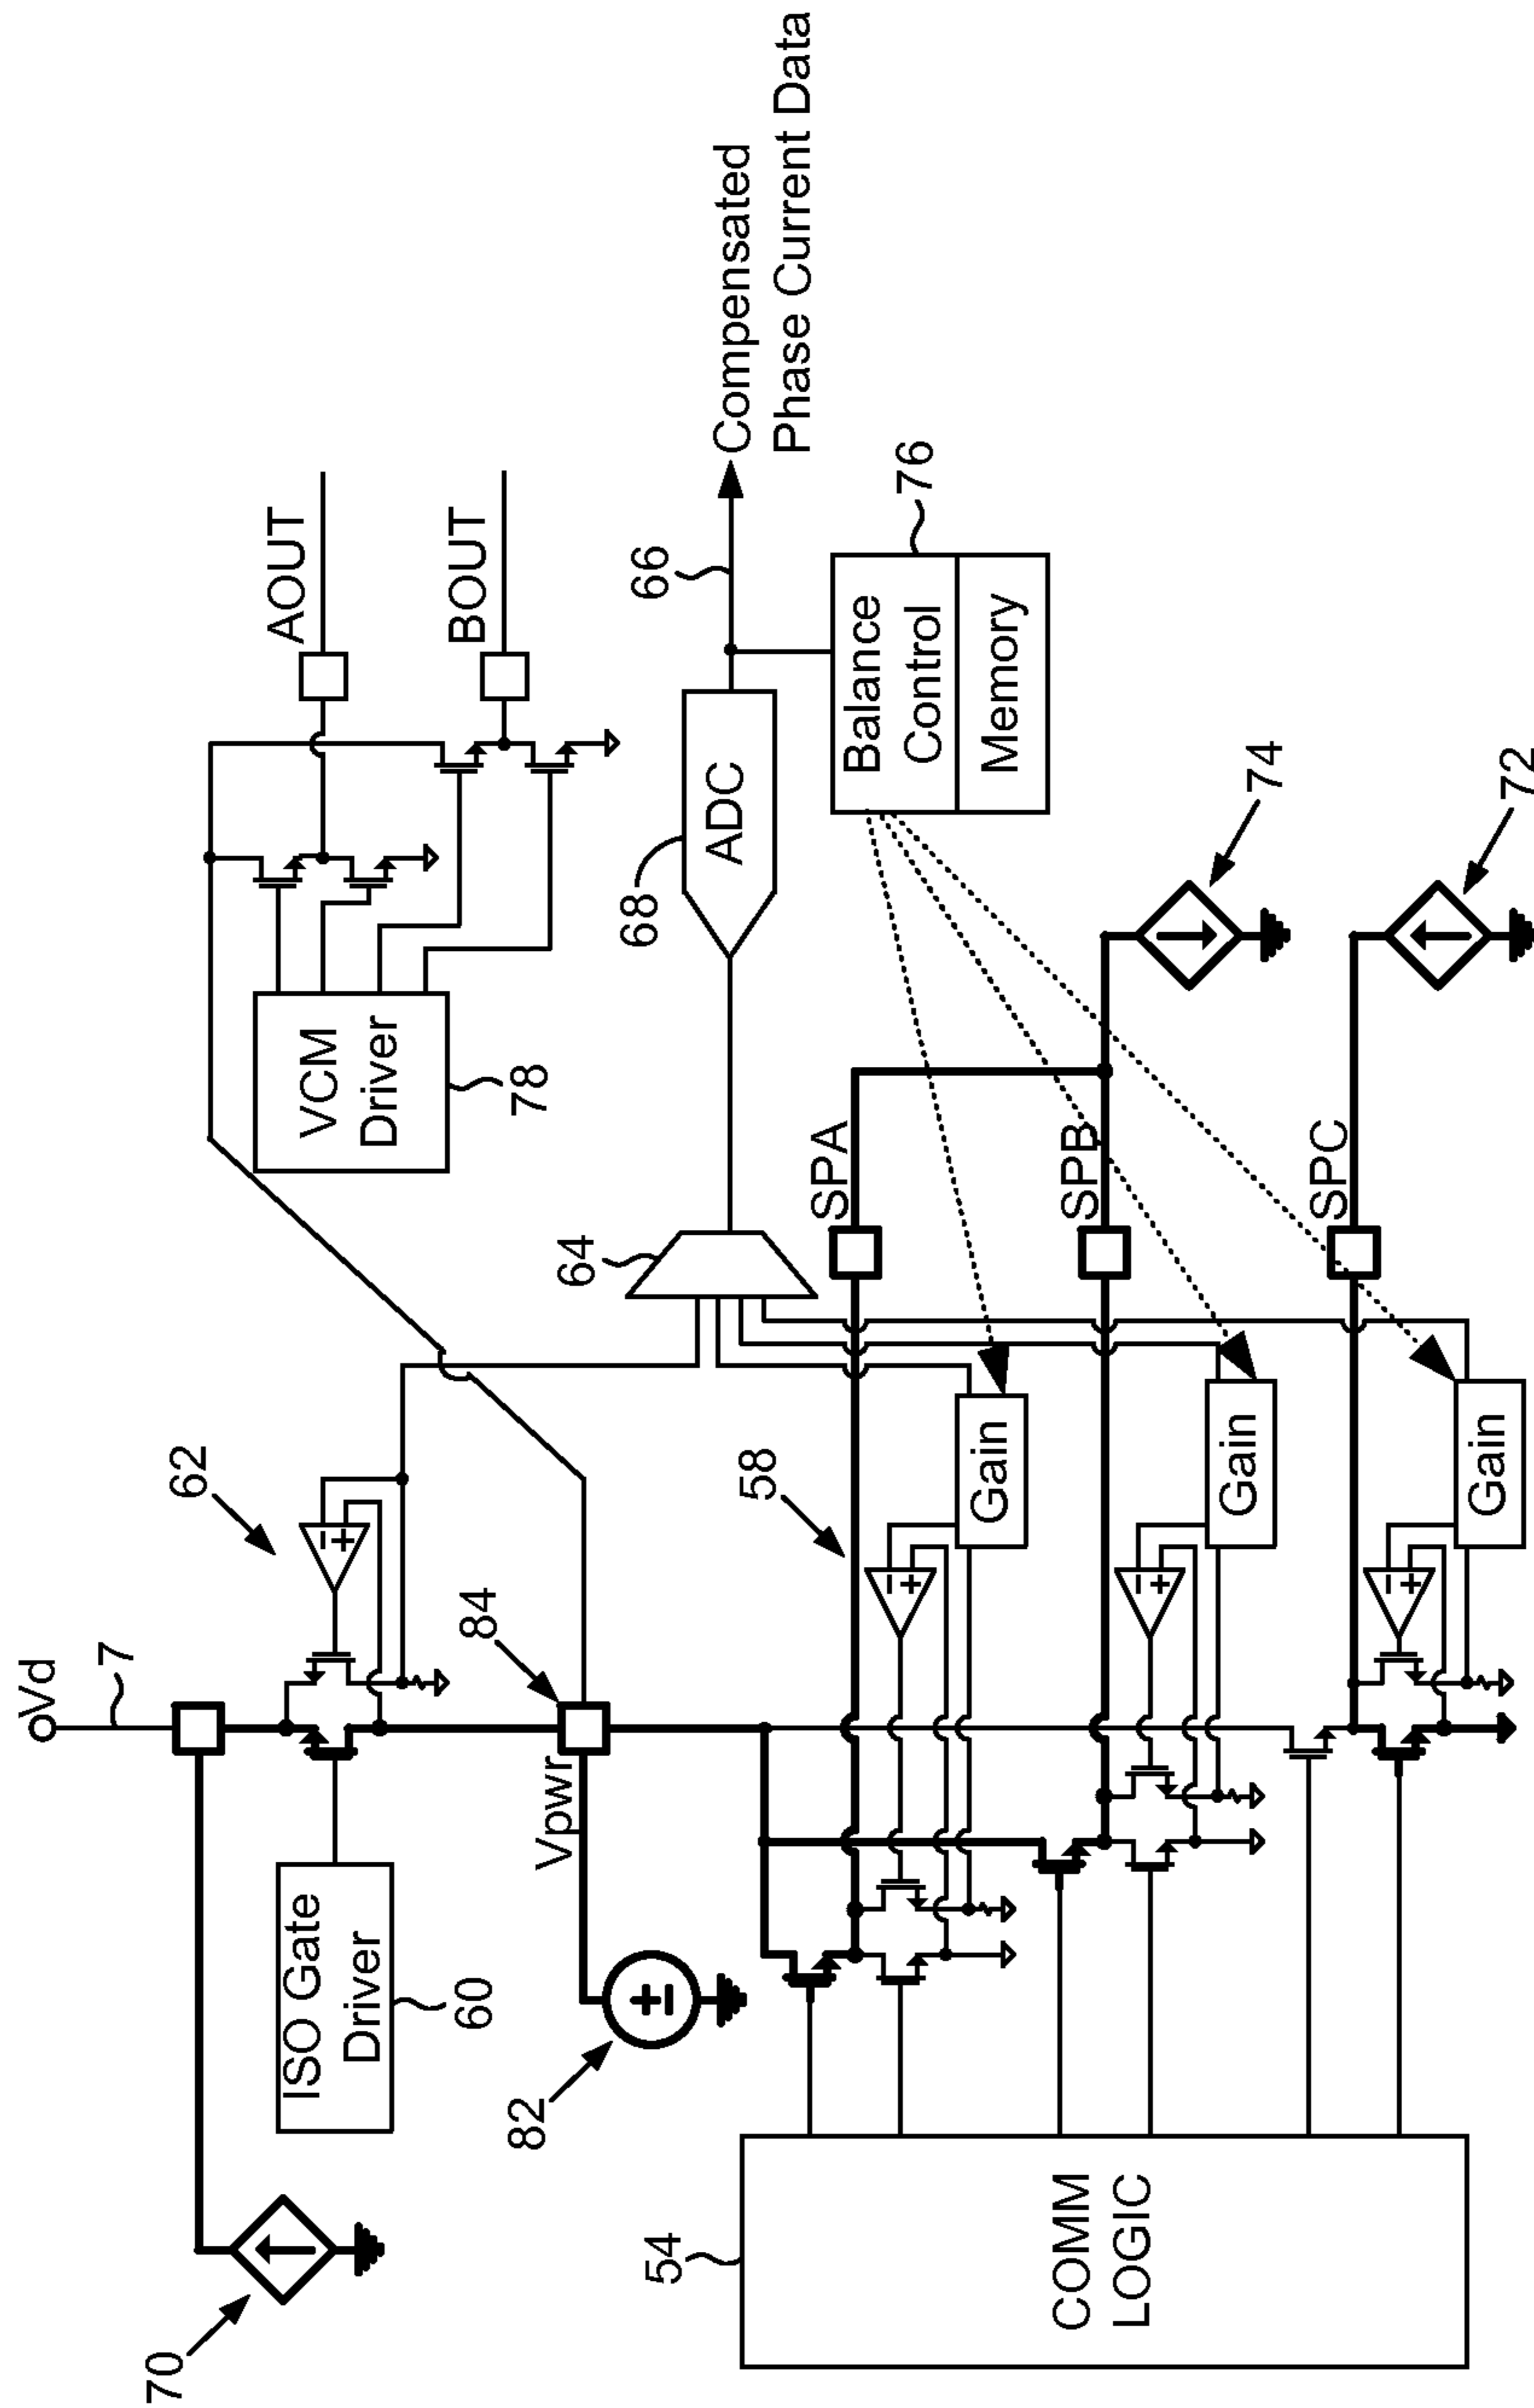 oVd
7
62
70
ISO Gate
Driver
60
84
Vpwr
82
VCM
Driver
78
AOUT
BOUT
− +
64
68
ADC
66
Compensated
Phase Current Data
Balance
Control
Memory
76
54
COMM
LOGIC
58
SPA
− +
Gain
SPB
− +
Gain
74
SPC
− +
Gain
72